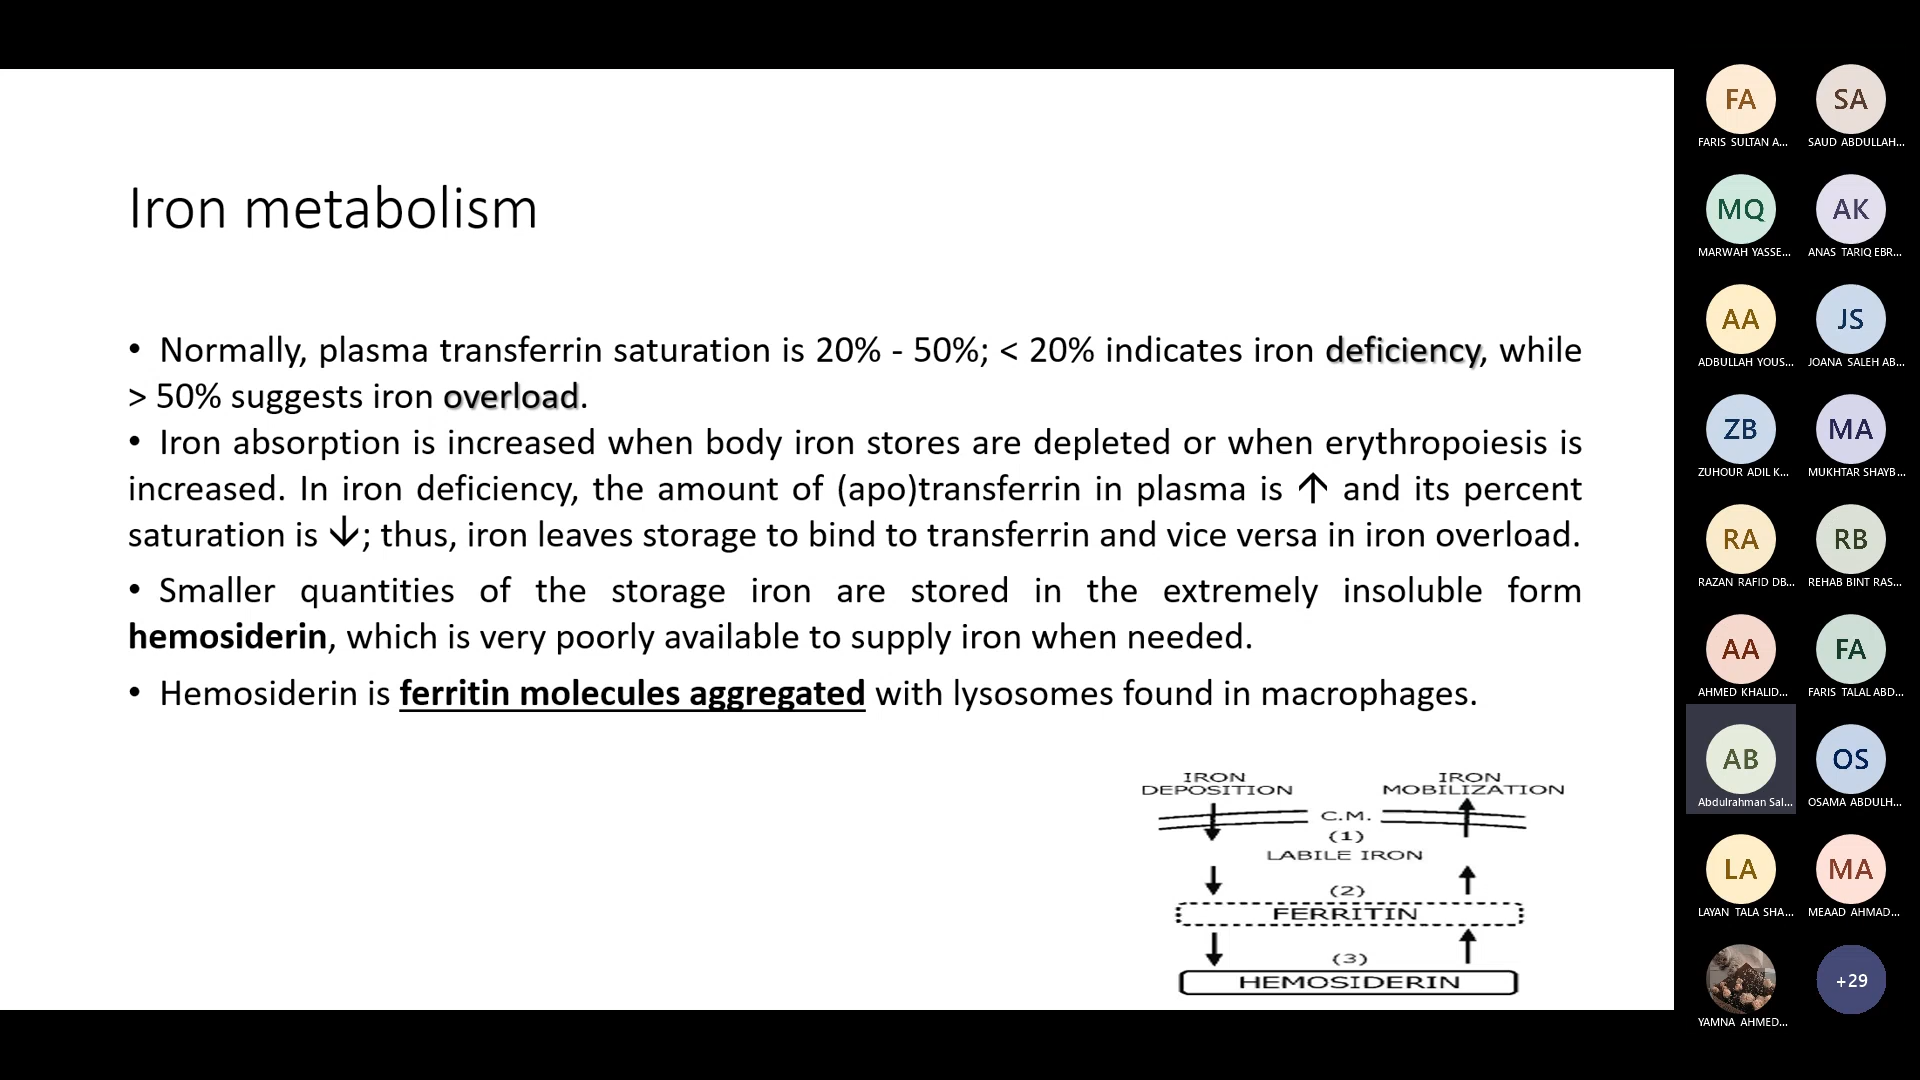 Iron metabolism
• Normally, plasma transferrin saturation is 20% - 50%; < 20% indicates iron deficiency, while
> 50% suggests iron overload.
• Iron absorption is increased when body iron stores are depleted or when erythropoiesis is
increased. In iron deficiency, the amount of (apo)transferrin in plasma is ↑ and its percent
saturation is ↓; thus, iron leaves storage to bind to transferrin and vice versa in iron overload.
• Smaller quantities of the storage iron are stored in the extremely insoluble form
hemosiderin, which is very poorly available to supply iron when needed.
• Hemosiderin is ferritin molecules aggregated with lysosomes found in macrophages.
IRON
DEPOSITION
IRON
MOBILIZATION
C.M.
(1)
LABILE IRON
(2)
FERRITIN
(3)
HEMOSIDERIN
FA
SA
FARIS SULTAN A...
SAUD ABDULLAH...
MQ
AK
MARWAH YASSE...
ANAS TARIQ EBR...
AA
JS
ADBULLAH YOUS...
JOANA SALEH AB...
ZB
MA
ZUHOUR ADIL K...
MUKHTAR SHAYB...
RA
RB
RAZAN RAFID DB...
REHAB BINT RAS...
AA
FA
AHMED KHALID...
FARIS TALAL ABD...
AB
OS
Abdulrahman Sal...
OSAMA ABDULH...
LA
MA
LAYAN TALA SHA...
MEAAD AHMAD...
+29
YAMNA AHMED...